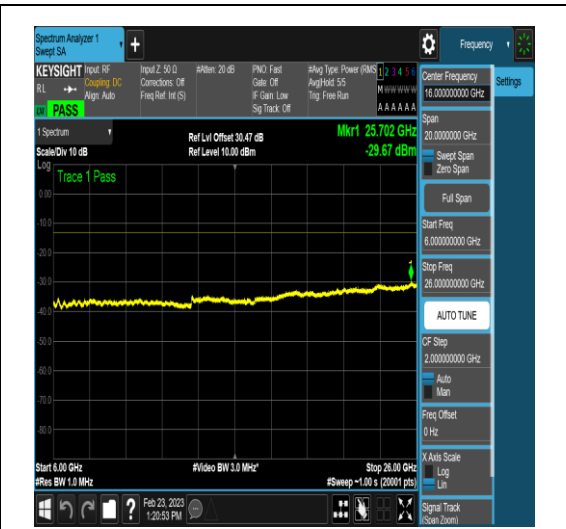 Spectrum Analyzer 1
Swept SA
Frequency
KEYSIGHT
RL
Input: RF
Coupling: DC
Align: Auto
Input Z: 50 Ω
Corrections: Off
Freq Ref: Int (S)
#Atten: 20 dB
PNO: Fast
Gate: Off
IF Gain: Low
Sig Track: Off
#Avg Type: Power (RMS
Avg|Hold: 5/5
Trig: Free Run
1 2 3 4 5 6
M W W W W W
A A A A A A
PASS
1 Spectrum
Scale/Div 10 dB
Ref Lvl Offset 30.47 dB
Ref Level 10.00 dBm
Mkr1 25.702 GHz
-29.67 dBm
Log
Trace 1 Pass
0.00
-10.0
-20.0
-30.0
-40.0
-50.0
-60.0
-70.0
-80.0
1
Start 6.00 GHz
#Res BW 1.0 MHz
#Video BW 3.0 MHz*
Stop 26.00 GHz
#Sweep ~1.00 s (20001 pts)
Feb 23, 2023
1:20:53 PM
?
Center Frequency
16.000000000 GHz
Settings
Span
20.0000000 GHz
Swept Span
Zero Span
Full Span
Start Freq
6.000000000 GHz
Stop Freq
26.000000000 GHz
AUTO TUNE
CF Step
2.000000000 GHz
Auto
Man
Freq Offset
0 Hz
X Axis Scale
Log
Lin
Signal Track
(Span Zoom)